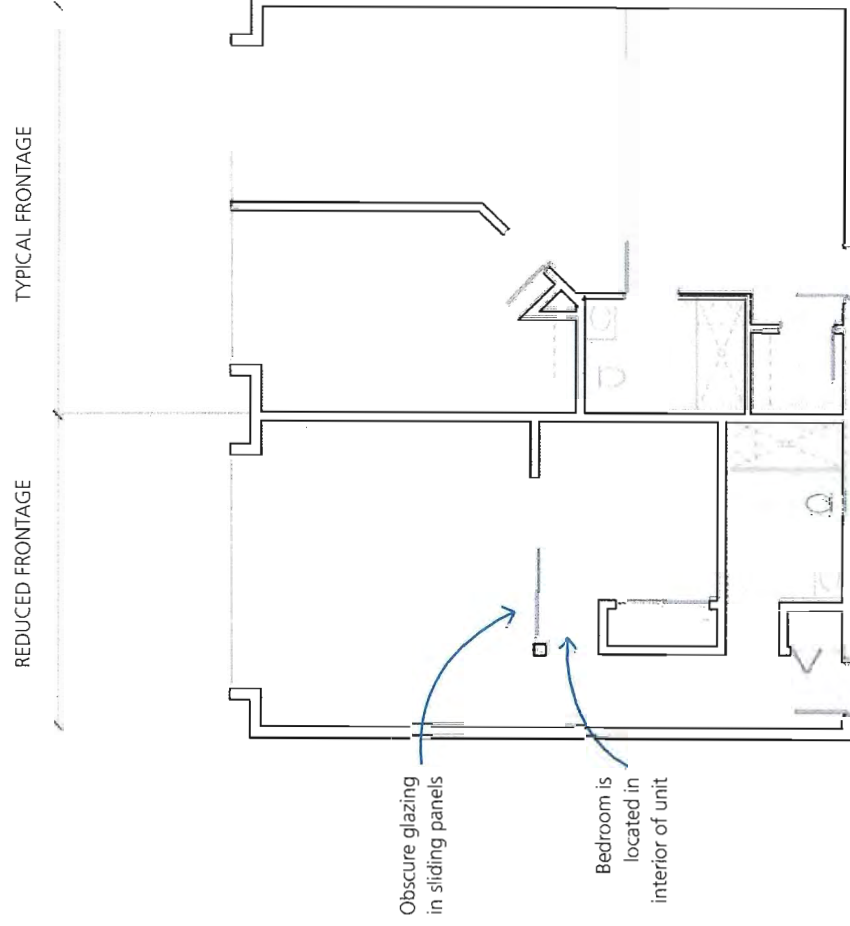 REDUCED FRONTAGE
TYPICAL FRONTAGE
Obscure glazing
in sliding panels
Bedroom is
located in
interior of unit